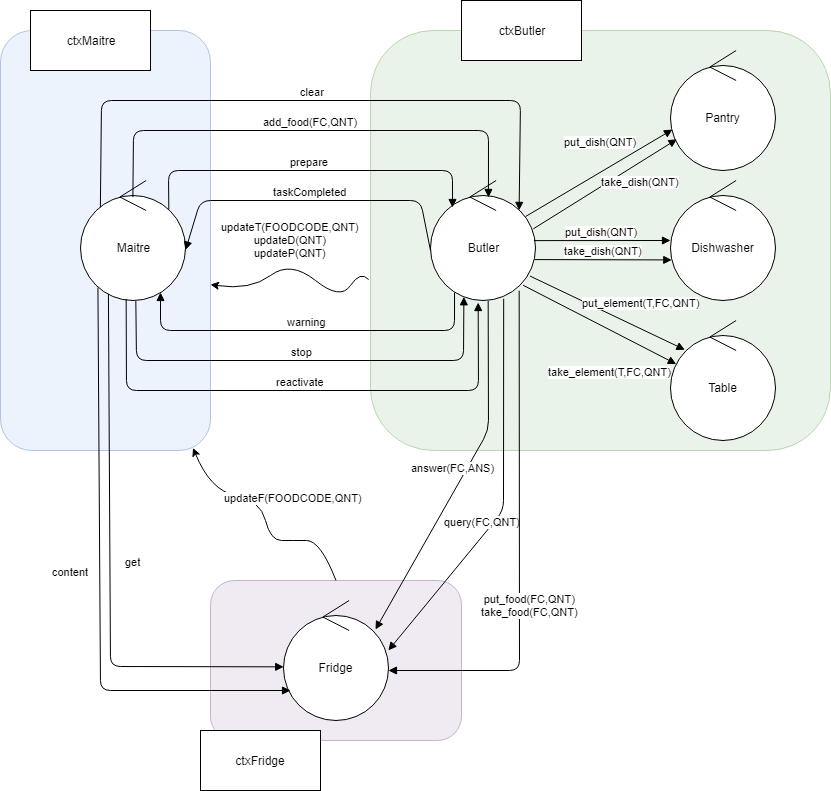 ctxMaitre
ctxButler
clear
add_food(FC,QNT)
prepare
taskCompleted
updateT(FOODCODE,QNT)
updateD(QNT)
updateP(QNT)
Maitre
Butler
Pantry
put_dish(QNT)
take_dish(QNT)
put_dish(QNT)
take_dish(QNT)
Dishwasher
put_element(T,FC,QNT)
take_element(T,FC,QNT)
Table
warning
stop
reactivate
answer(FC,ANS)
updateF(FOODCODE,QNT)
query(FC,QNT)
get
content
put_food(FC,QNT)
take_food(FC,QNT)
Fridge
ctxFridge